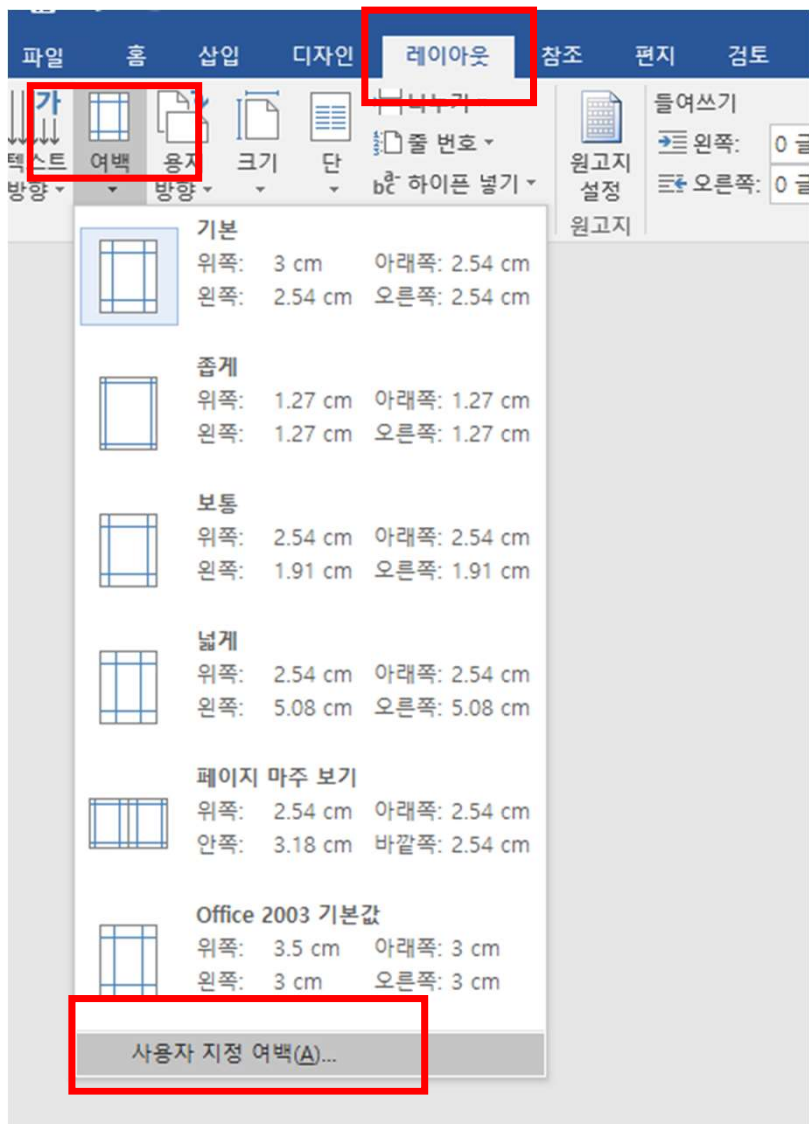 파일 홈 삽입 디자인 레이아웃 참조 편지 검토
가 나누기 들여쓰기
줄 번호 왼쪽: 0 글
텍스트 여백 용지 크기 단 하이픈 넣기 원고지 오른쪽: 0 글
방향 방향 설정
원고지
기본
위쪽: 3 cm 아래쪽: 2.54 cm
왼쪽: 2.54 cm 오른쪽: 2.54 cm
좁게
위쪽: 1.27 cm 아래쪽: 1.27 cm
왼쪽: 1.27 cm 오른쪽: 1.27 cm
보통
위쪽: 2.54 cm 아래쪽: 2.54 cm
왼쪽: 1.91 cm 오른쪽: 1.91 cm
넓게
위쪽: 2.54 cm 아래쪽: 2.54 cm
왼쪽: 5.08 cm 오른쪽: 5.08 cm
페이지 마주 보기
위쪽: 2.54 cm 아래쪽: 2.54 cm
안쪽: 3.18 cm 바깥쪽: 2.54 cm
Office 2003 기본값
위쪽: 3.5 cm 아래쪽: 3 cm
왼쪽: 3 cm 오른쪽: 3 cm
사용자 지정 여백(A)...